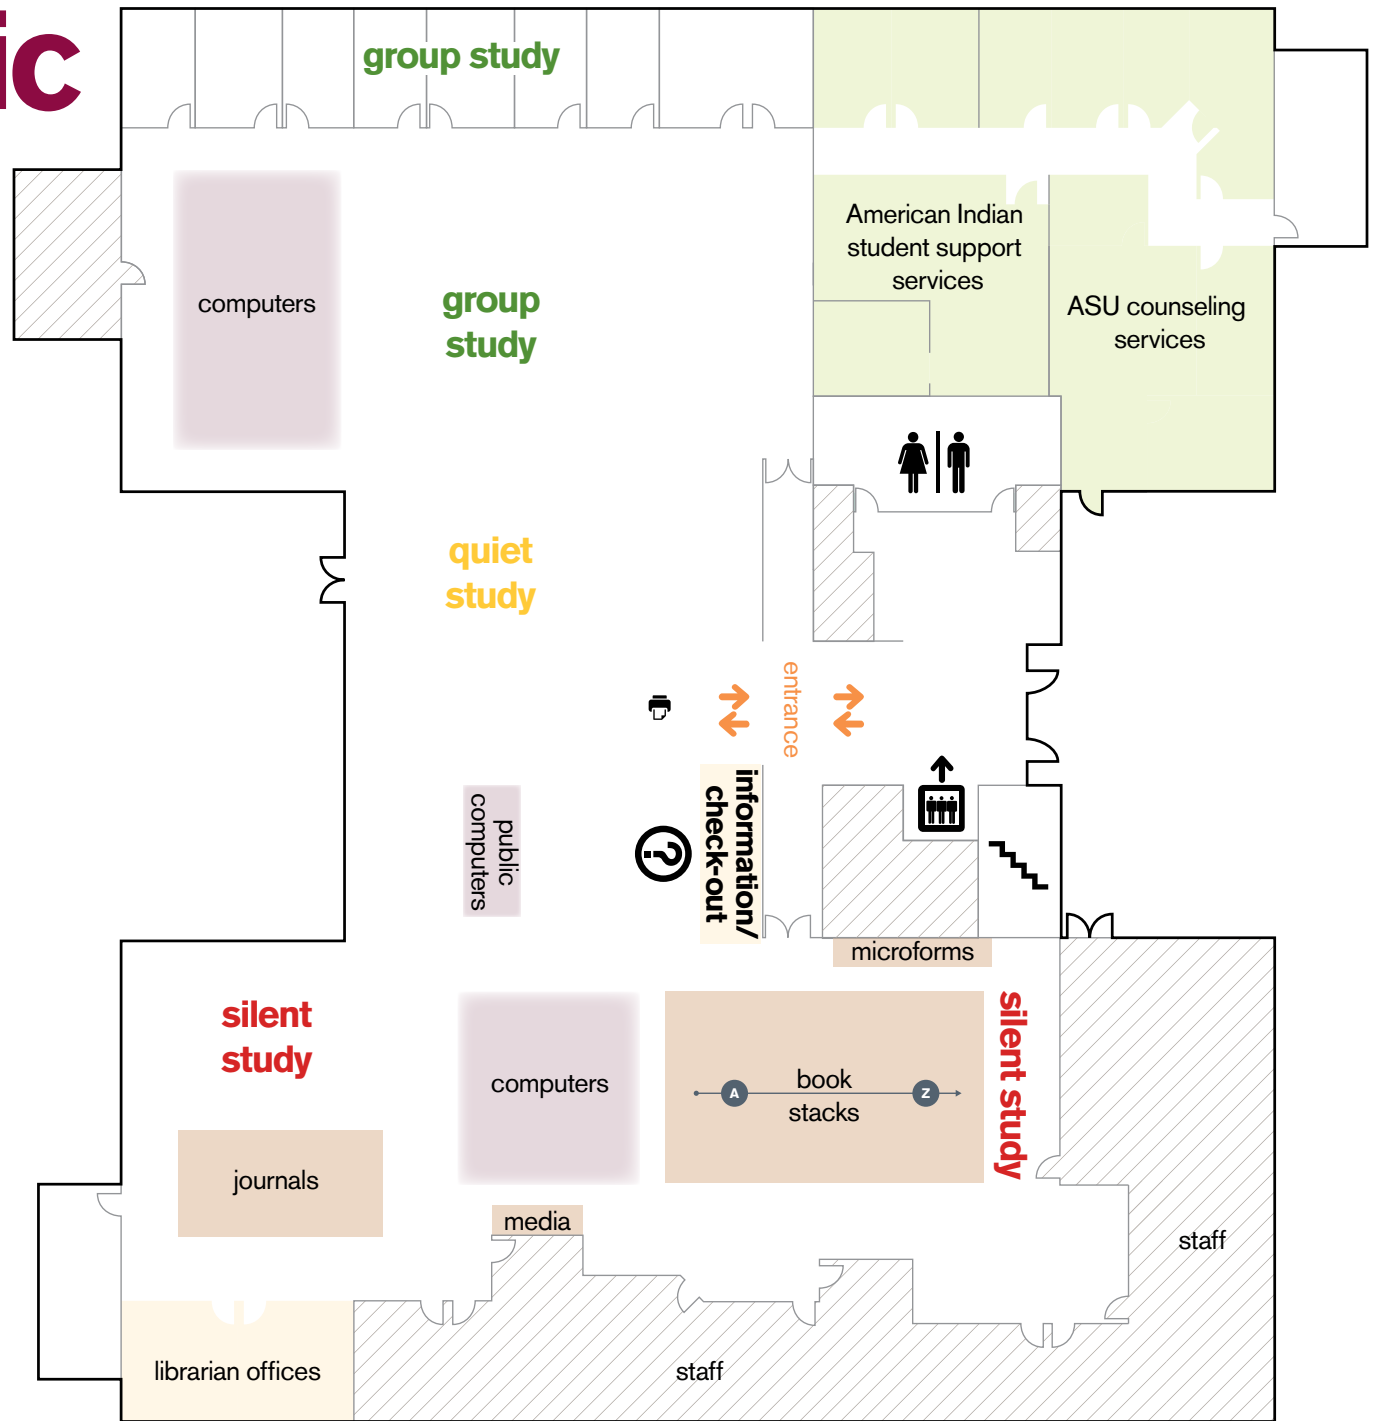 ic
group study
American Indian
student support
services
computers
group
study
ASU counseling
services
quiet
study
entrance
information/
check-out
public
computers
?
microforms
silent
study
silent study
computers
book
stacks
A
Z
journals
media
staff
librarian offices
staff